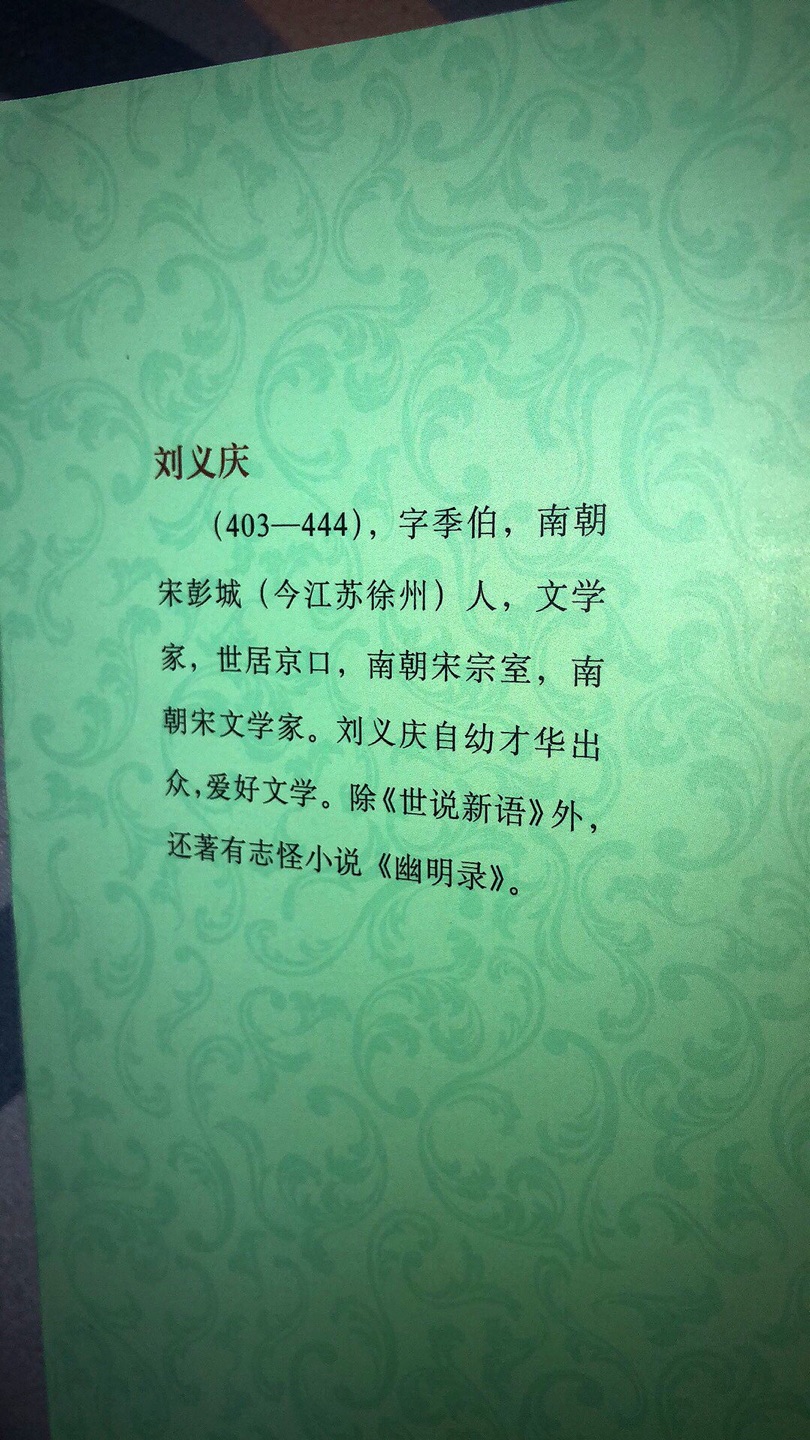 刘义庆
（403—444），字季伯，南朝
宋彭城（今江苏徐州）人，文学
家，世居京口，南朝宋宗室，南
朝宋文学家。刘义庆自幼才华出
众，爱好文学。除《世说新语》外，
还著有志怪小说《幽明录》。